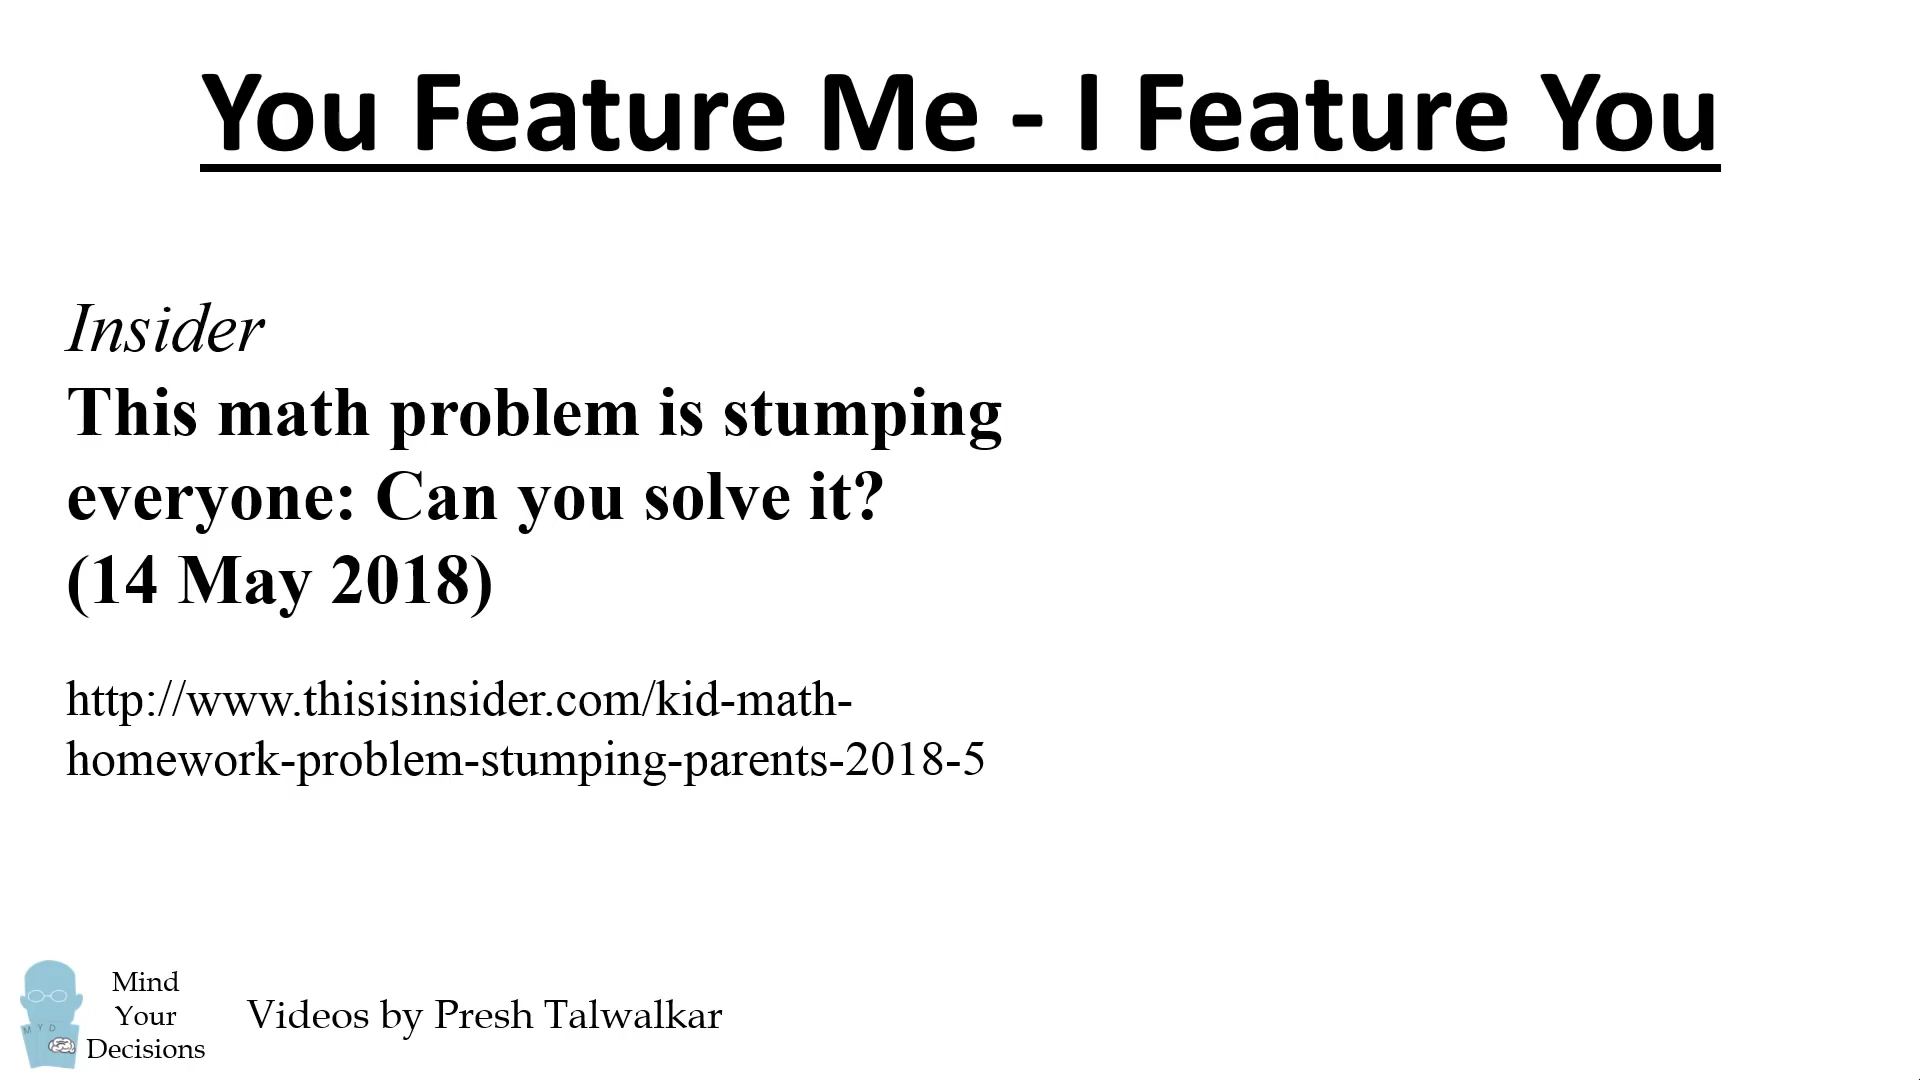 You Feature Me - I Feature You
Insider
This math problem is stumping
everyone: Can you solve it?
(14 May 2018)
http://www.thisisinsider.com/kid-math-
homework-problem-stumping-parents-2018-5
M Y D
Mind
Your
Decisions
Videos by Presh Talwalkar